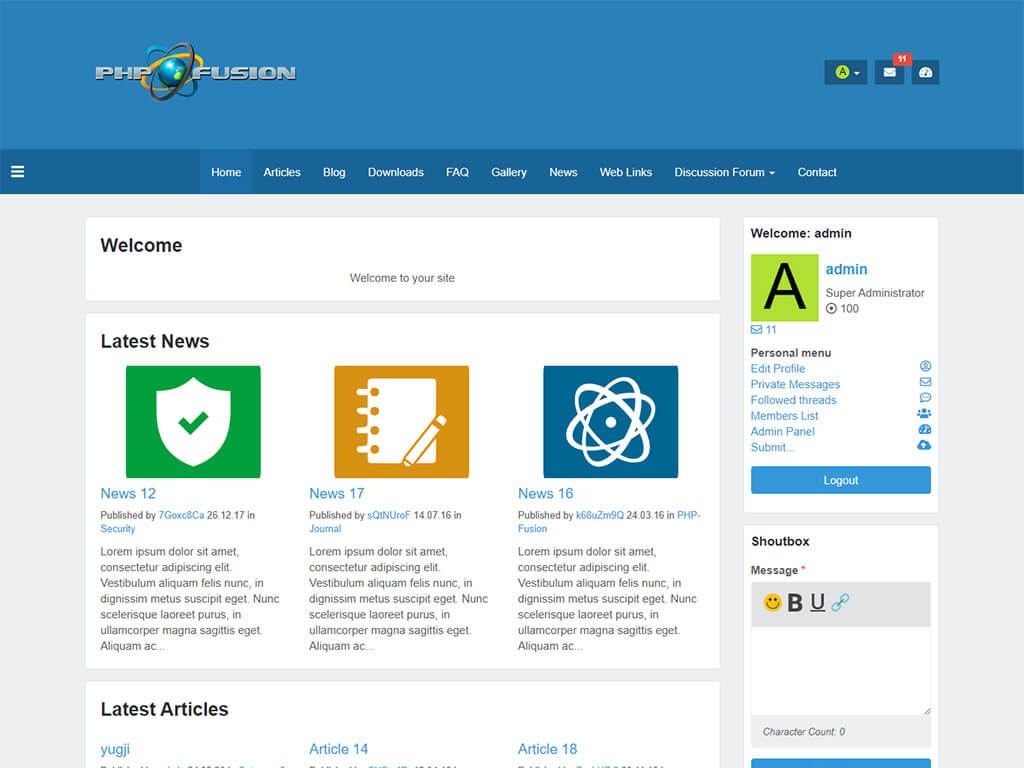 PHP FUSION
A
11
Home Articles Blog Downloads FAQ Gallery News Web Links Discussion Forum Contact
Welcome
Welcome to your site
Latest News
News 12
Published by 7Goxc8Ca 26.12.17 in
Security
Lorem ipsum dolor sit amet,
consectetur adipiscing elit.
Vestibulum aliquam felis nunc, in
dignissim metus suscipit eget. Nunc
scelerisque laoreet purus, in
ullamcorper magna sagittis eget.
Aliquam ac...
News 17
Published by sQtNUroF 14.07.16 in
Journal
Lorem ipsum dolor sit amet,
consectetur adipiscing elit.
Vestibulum aliquam felis nunc, in
dignissim metus suscipit eget. Nunc
scelerisque laoreet purus, in
ullamcorper magna sagittis eget.
Aliquam ac...
News 16
Published by k68uZm9Q 24.03.16 in PHP-
Fusion
Lorem ipsum dolor sit amet,
consectetur adipiscing elit.
Vestibulum aliquam felis nunc, in
dignissim metus suscipit eget. Nunc
scelerisque laoreet purus, in
ullamcorper magna sagittis eget.
Aliquam ac...
Latest Articles
yugji
Article 14
Article 18
Welcome: admin
A
admin
Super Administrator
100
11
Personal menu
Edit Profile
Private Messages
Followed threads
Members List
Admin Panel
Submit...
Logout
Shoutbox
Message *
B U
Character Count: 0